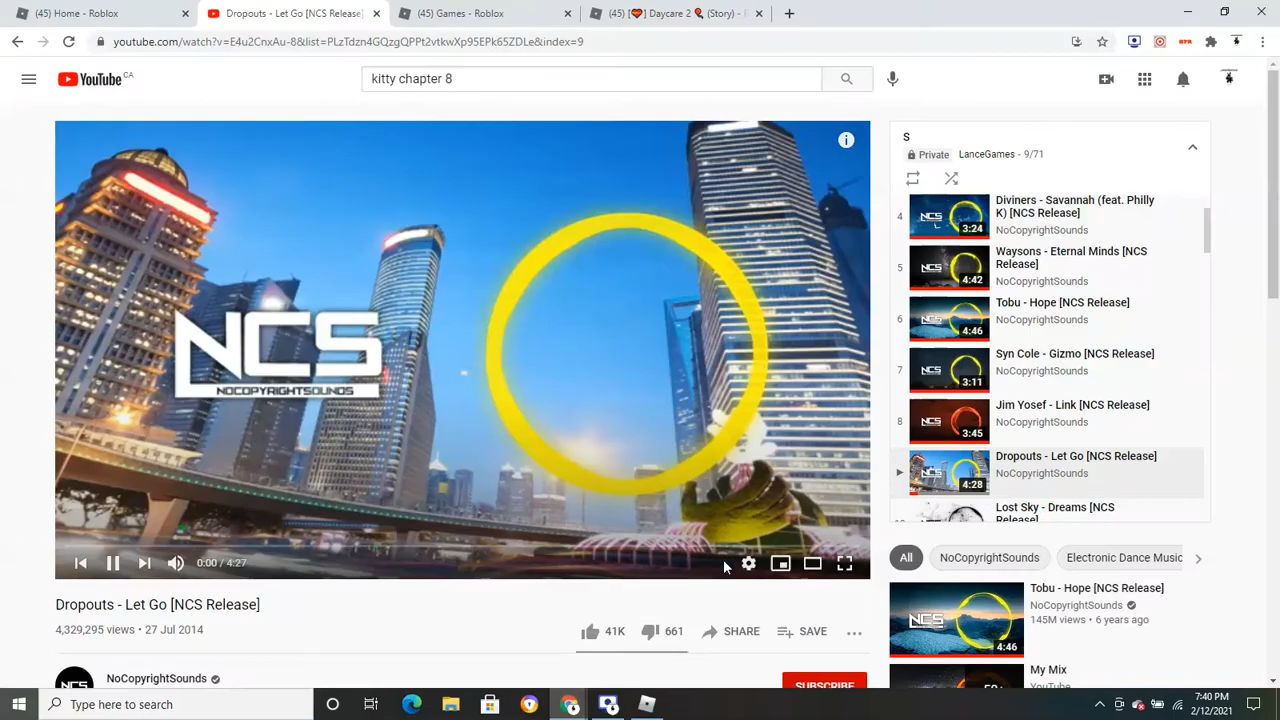 (45) Home - Roblox
Dropouts - Let Go [NCS Release]
(45) Games - Roblox
youtube.com/watch?v=E4u2CnxAu-8&list=PLzTdzn4GQzgQPPt2vtkwXp95EPk65ZDLe&index=9
YouTube CA
kitty chapter 8
NCS
NOCOPYRIGHTSOUNDS
0:00 / 4:27
Dropouts - Let Go [NCS Release]
4,329,295 views • 27 Jul 2014
41K
661
SHARE
SAVE
NoCopyrightSounds
SUBSCRIBE
S
Private LanceGames - 9/71
4
NCS
3:24
Diviners - Savannah (feat. Philly
K) [NCS Release]
NoCopyrightSounds
5
NCS
4:42
Waysons - Eternal Minds [NCS
Release]
NoCopyrightSounds
6
NCS
4:46
Tobu - Hope [NCS Release]
NoCopyrightSounds
7
NCS
3:11
Syn Cole - Gizmo [NCS Release]
NoCopyrightSounds
8
NCS
3:45
Jim Yosef - Link [NCS Release]
NoCopyrightSounds
NCS
4:28
Dropouts - Let Go [NCS Release]
NoCopyrightSounds
Lost Sky - Dreams [NCS
Release]
All
NoCopyrightSounds
Electronic Dance Music
NCS
4:46
Tobu - Hope [NCS Release]
NoCopyrightSounds
145M views • 6 years ago
My Mix
YouTube
Type here to search
7:40 PM
2/12/2021